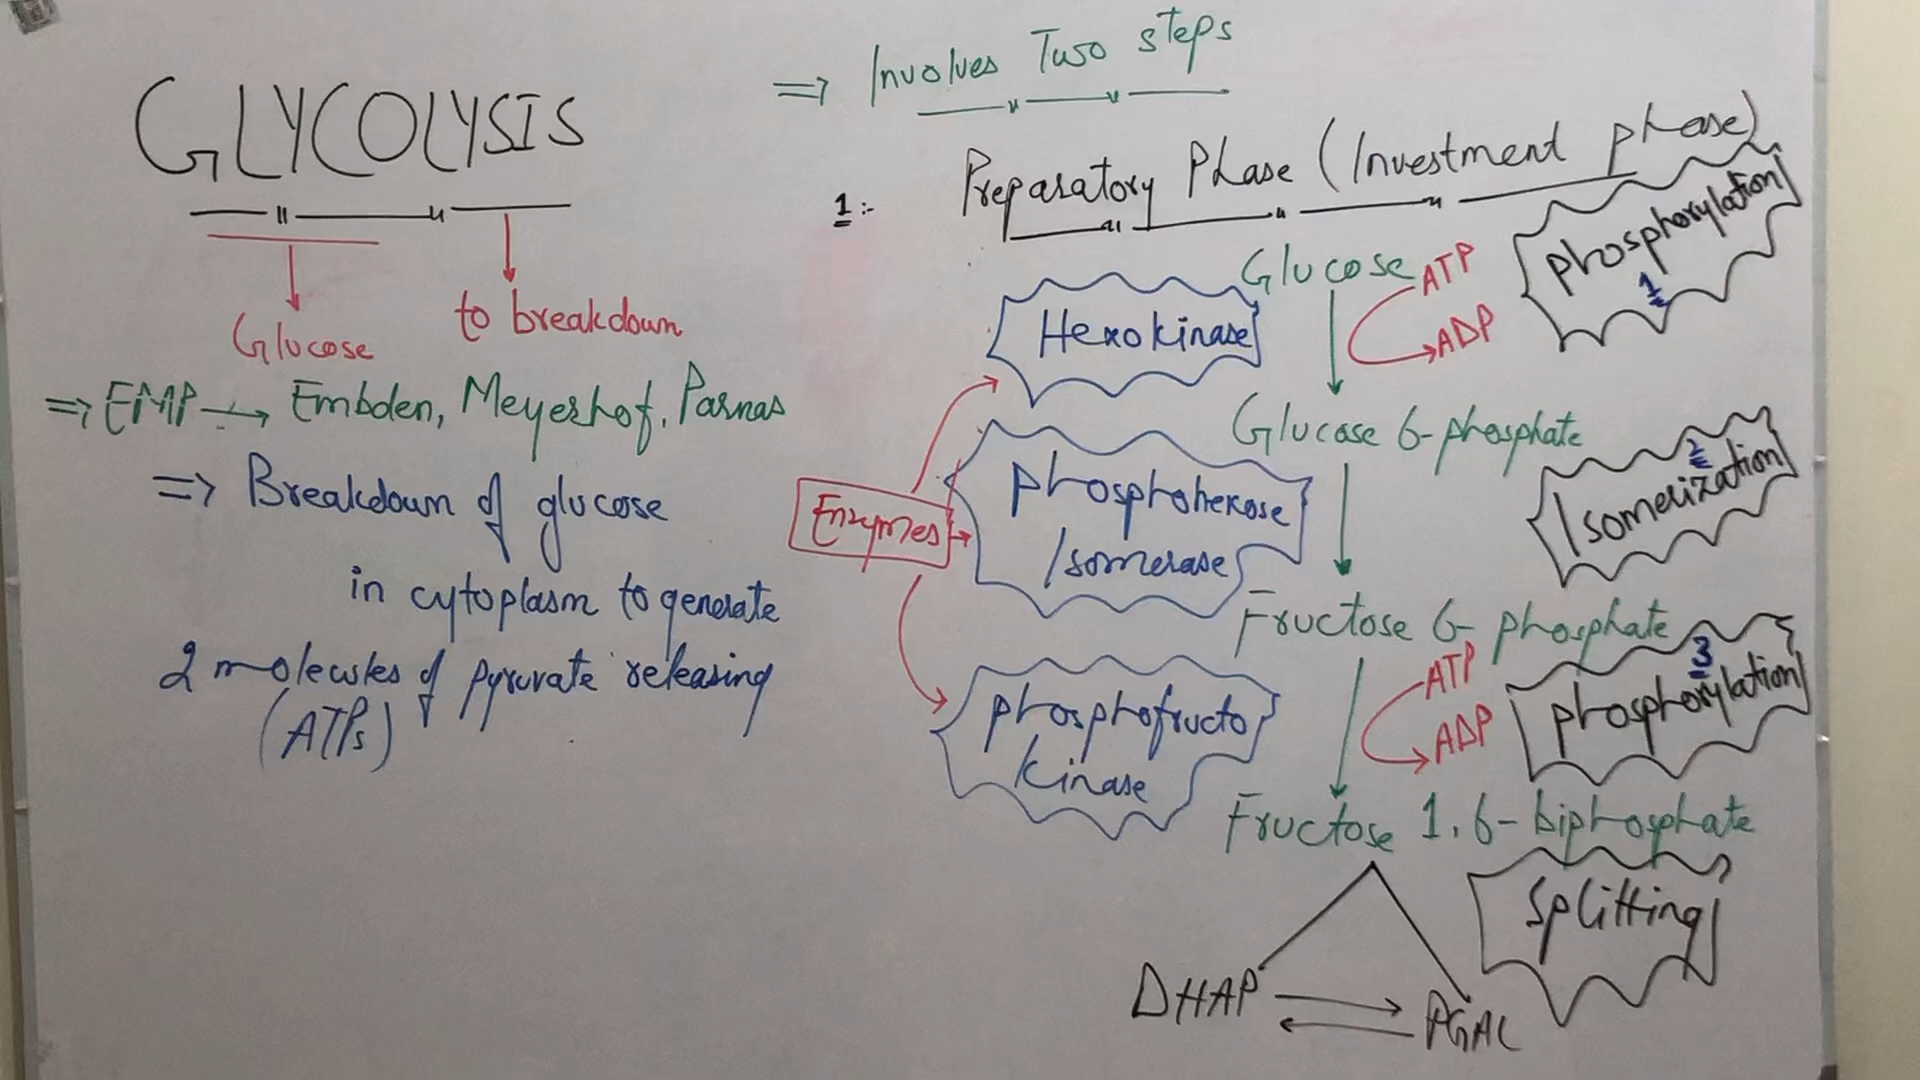 GLYCOLYSIS
Glucose
to breakdown
⇒ EMP → Embden, Meyerhof, Parnas
⇒ Breakdown of glucose
in cytoplasm to generate
2 molecules of pyruvate releasing
(ATPs)
⇒ Involves Two steps
1:- Preparatory Phase (Investment phase)
Glucose
ATP
ADP
phosphorylation
1
Hexokinase
Glucose 6-phosphate
Enzymes
phosphohexose
Isomerase
2
Isomerization
Fructose 6-phosphate
ATP
ADP
3
phosphorylation
phosphofructo
kinase
Fructose 1,6-biphosphate
Splitting
DHAP
PGAL